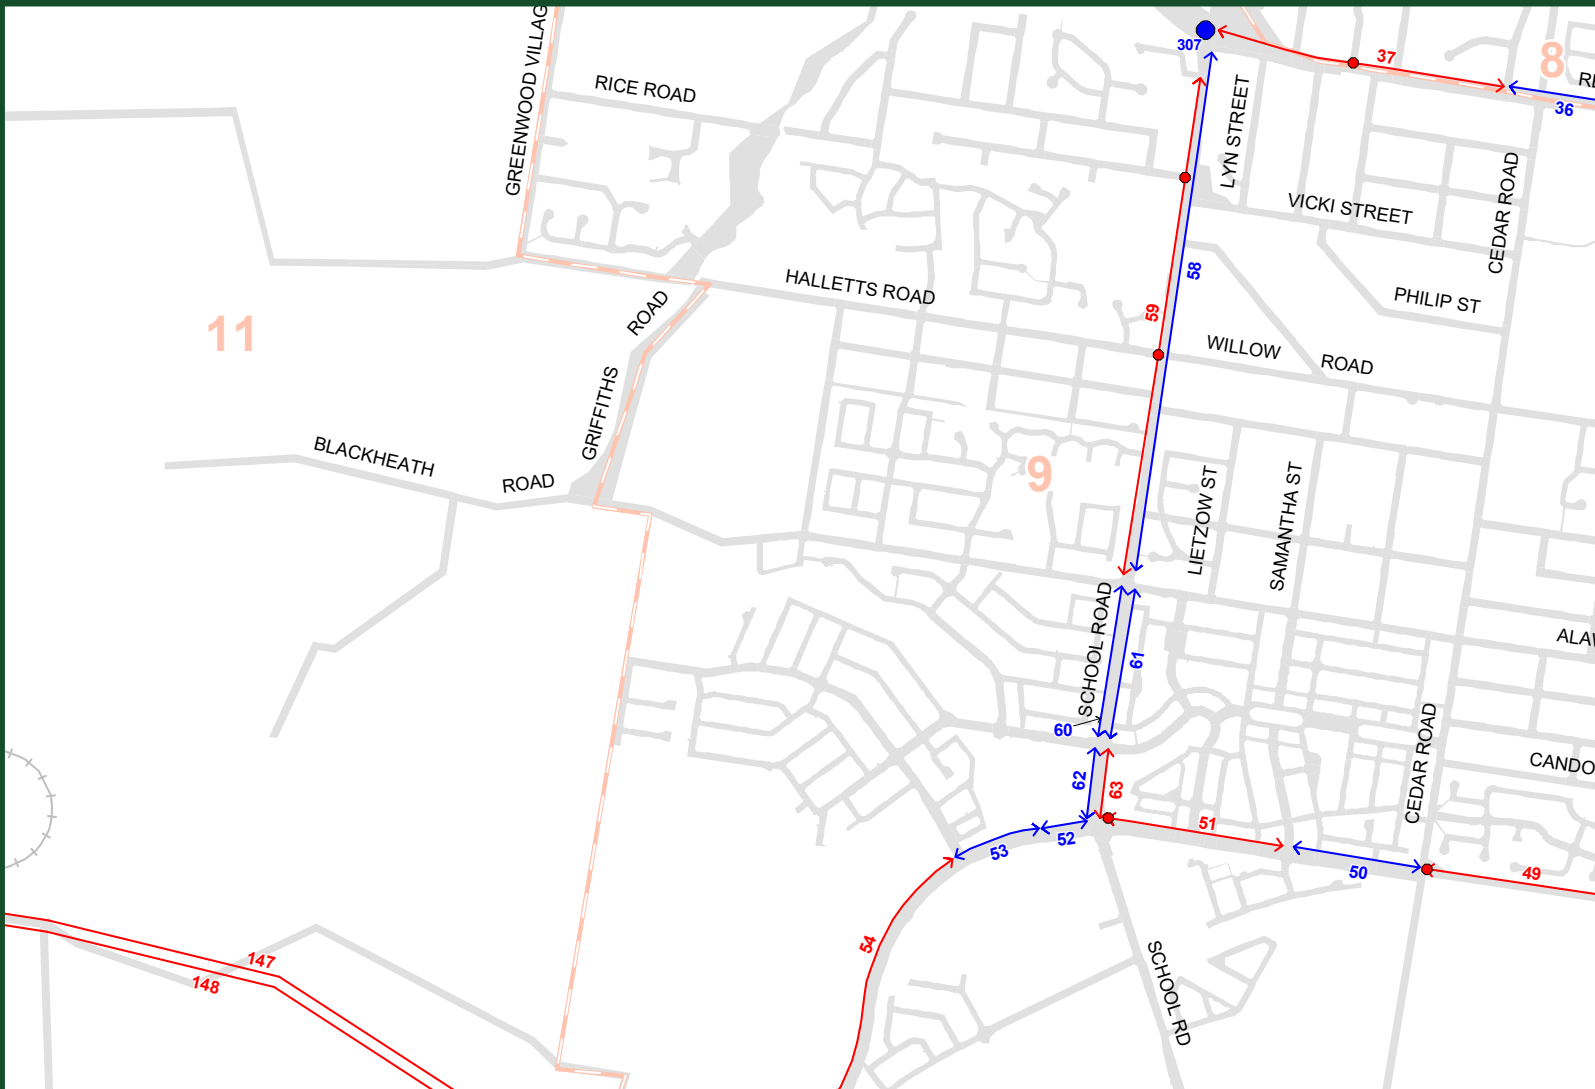 GREENWOOD VILLAG
RICE ROAD
307
37
8
36
LYN STREET
CEDAR ROAD
VICKI STREET
HALLETTS ROAD
58
PHILIP ST
11
GRIFFITHS
ROAD
59
WILLOW
ROAD
BLACKHEATH
ROAD
9
LIETZOW ST
SAMANTHA ST
SCHOOL ROAD
61
60
62
63
CEDAR ROAD
CANDO
51
53
52
50
49
54
147
148
SCHOOL RD